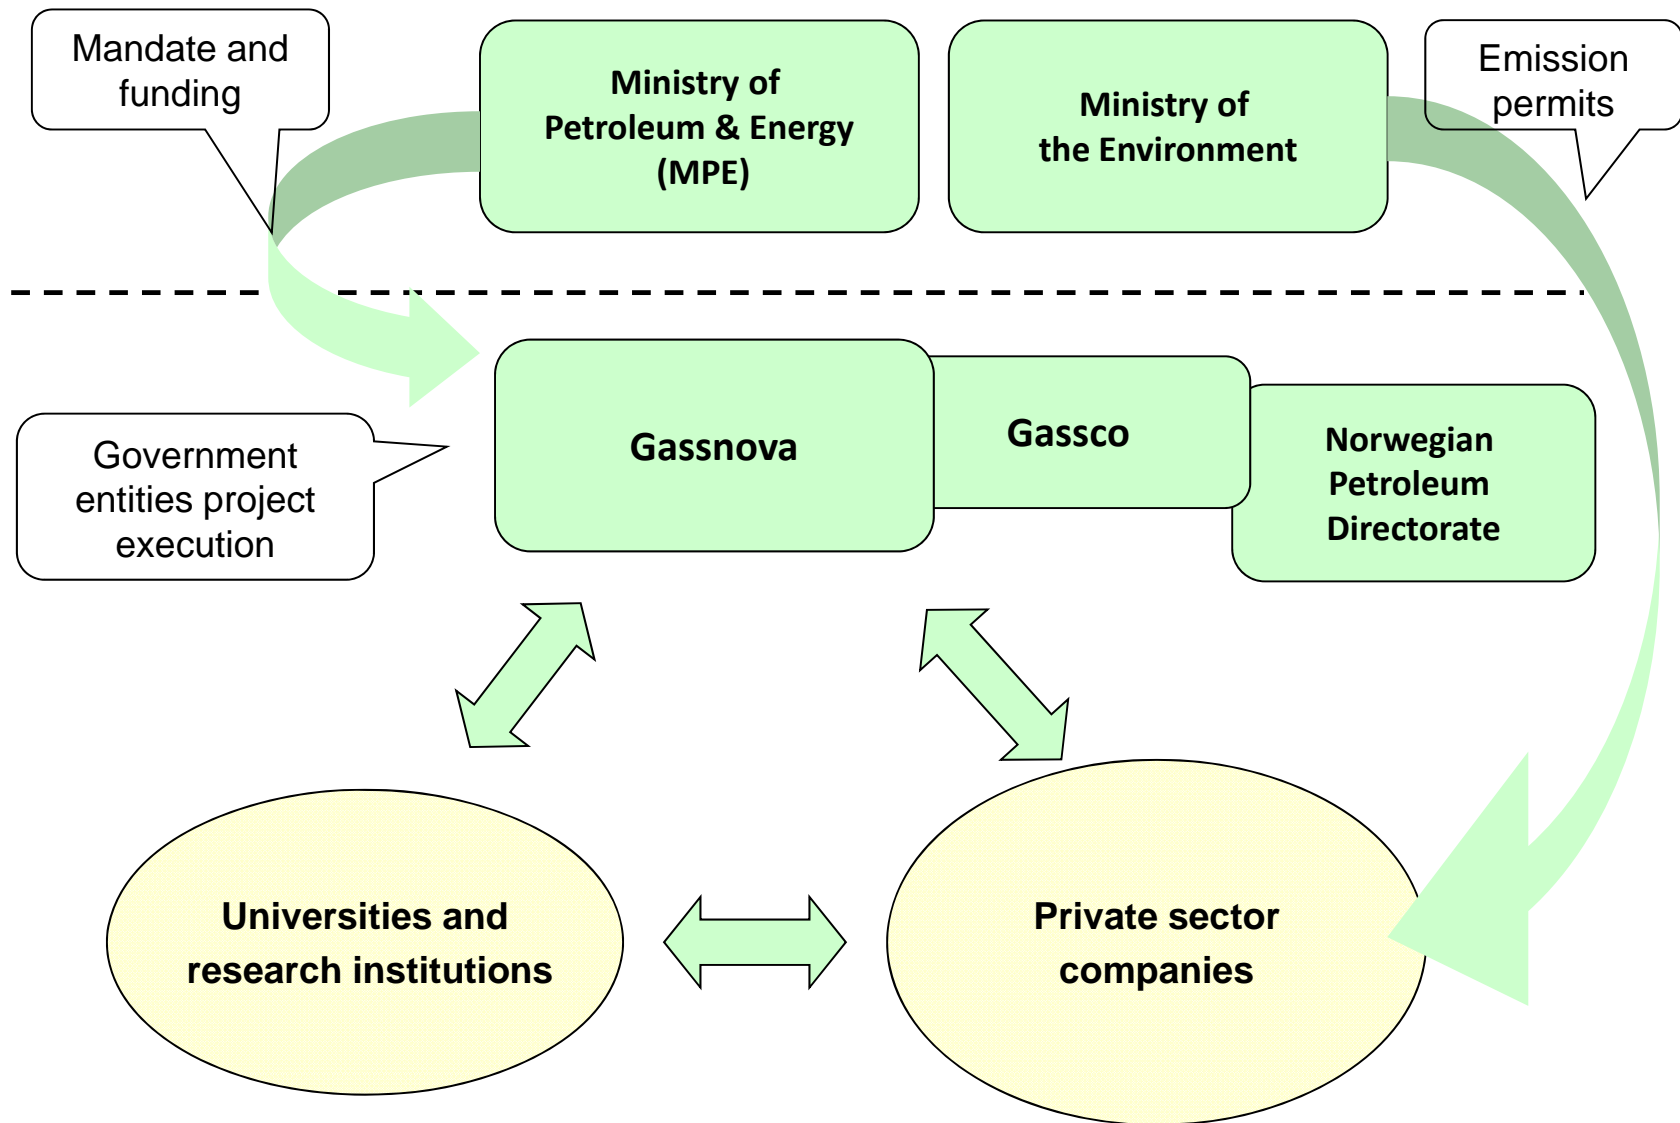 Mandate and
funding
Ministry of
Petroleum & Energy
(MPE)
Ministry of
the Environment
Emission
permits
Government
entities project
execution
Gassnova
Gassco
Norwegian
Petroleum
Directorate
Universities and
research institutions
Private sector
companies